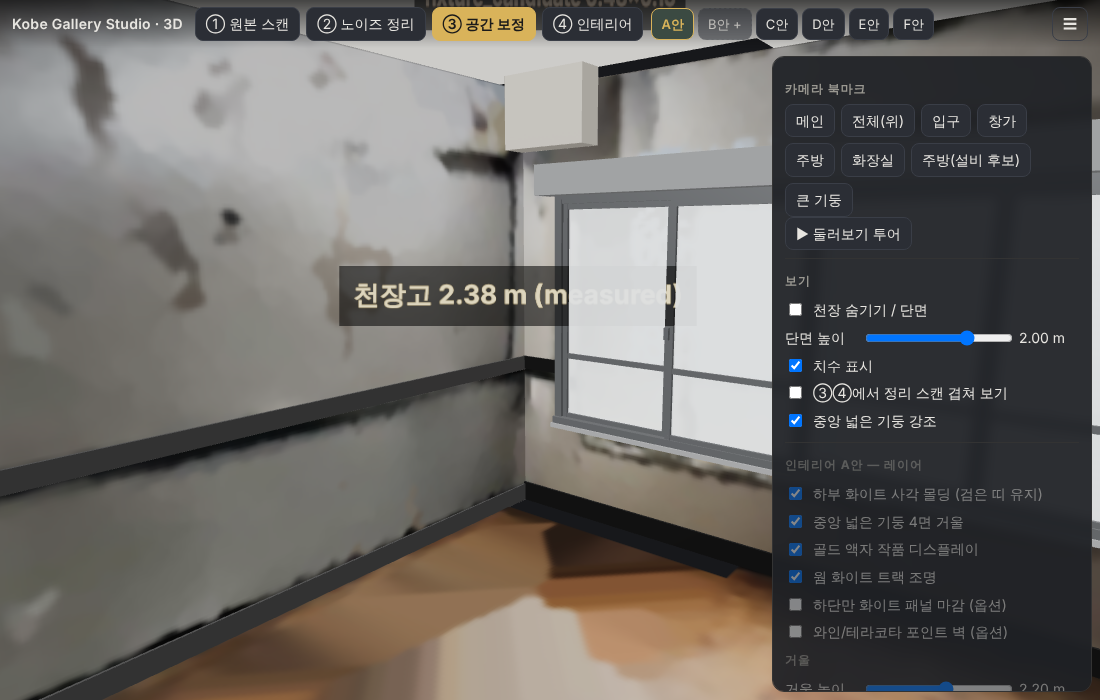 Kobe Gallery Studio · 3D
① 원본 스캔
② 노이즈 정리
③ 공간 보정
④ 인테리어
A안
B안 +
C안
D안
E안
F안
☰
천장고 2.38 m (measured)
카메라 북마크
메인
전체(위)
입구
창가
주방
화장실
주방(설비 후보)
큰 기둥
▶ 둘러보기 투어
보기
천장 숨기기 / 단면
단면 높이 2.00 m
치수 표시
③④에서 정리 스캔 겹쳐 보기
중앙 넓은 기둥 강조
인테리어 A안 — 레이어
하부 화이트 사각 몰딩 (검은 띠 유지)
중앙 넓은 기둥 4면 거울
골드 액자 작품 디스플레이
웜 화이트 트랙 조명
하단만 화이트 패널 마감 (옵션)
와인/테라코타 포인트 벽 (옵션)
거울
거울 높이 2.20 m